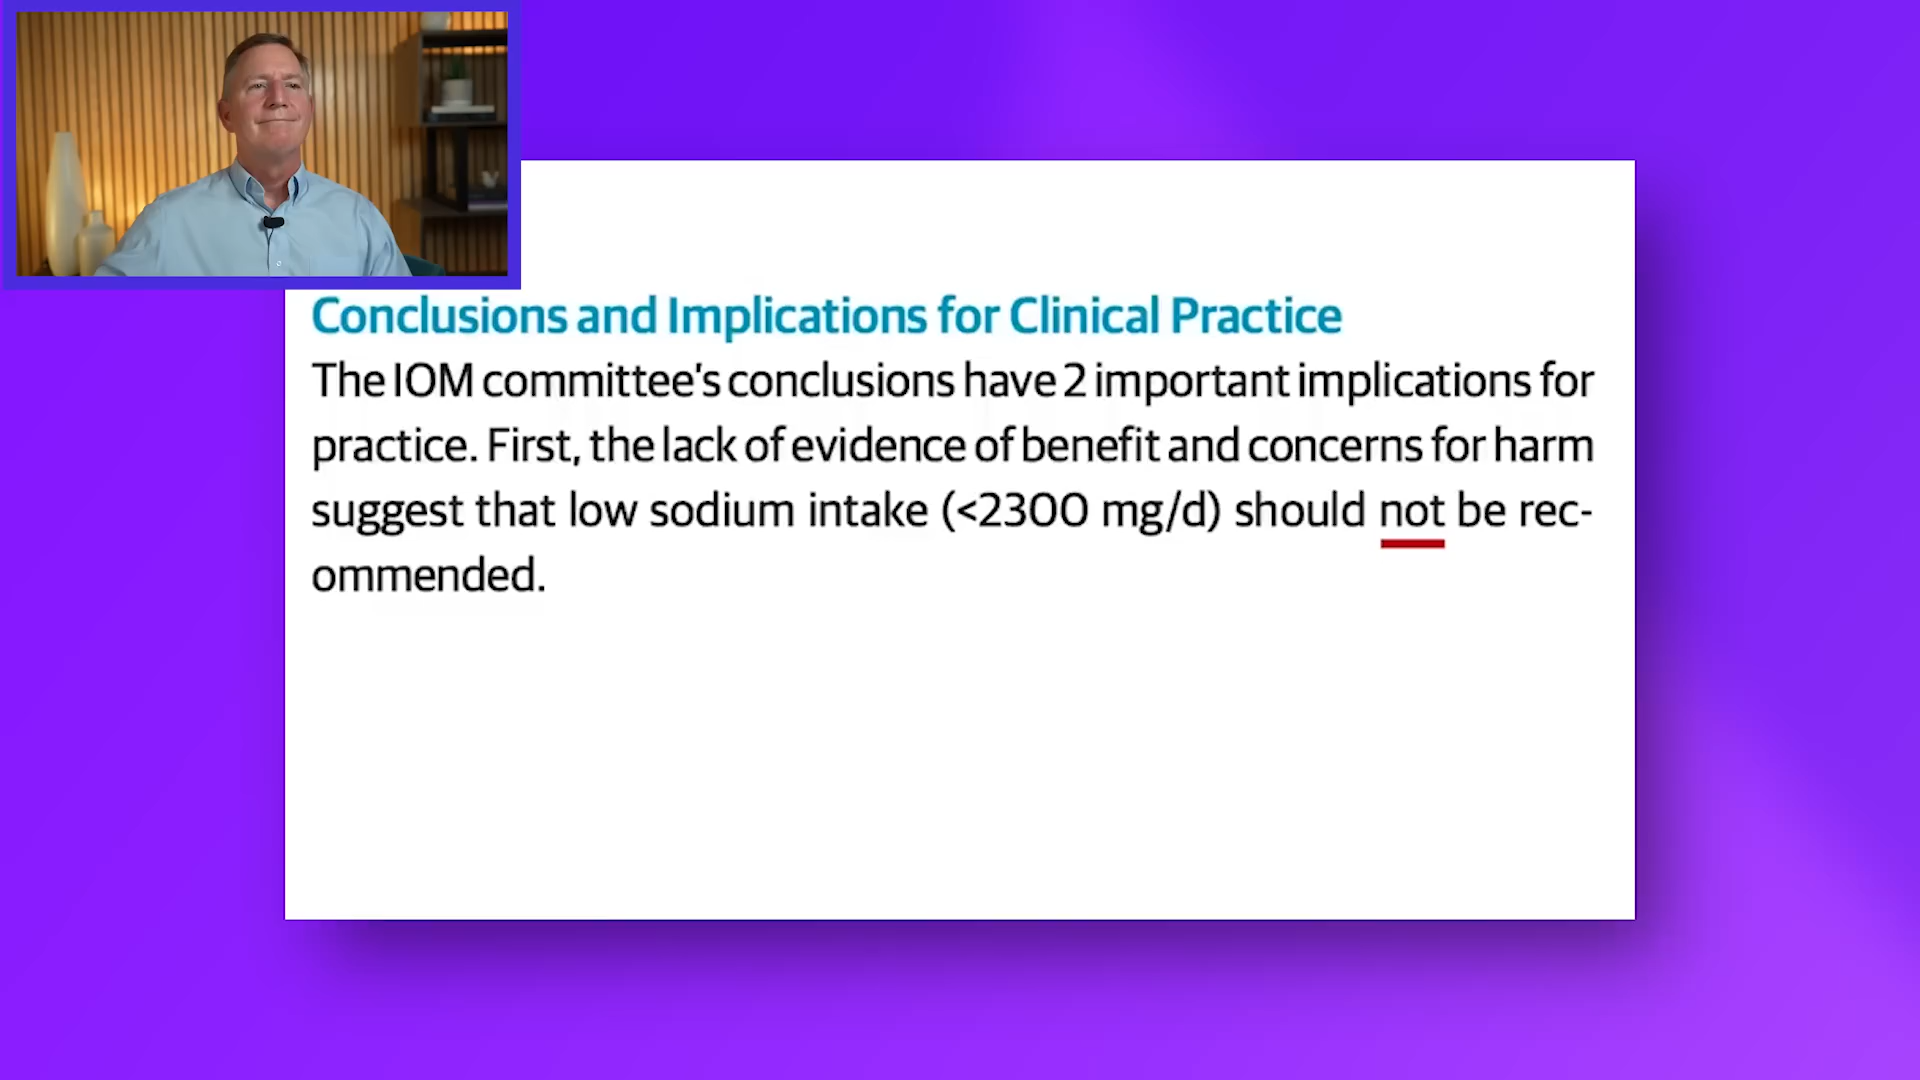 Conclusions and Implications for Clinical Practice
The IOM committee's conclusions have 2 important implications for
practice. First, the lack of evidence of benefit and concerns for harm
suggest that low sodium intake (<2300 mg/d) should not be rec-
ommended.